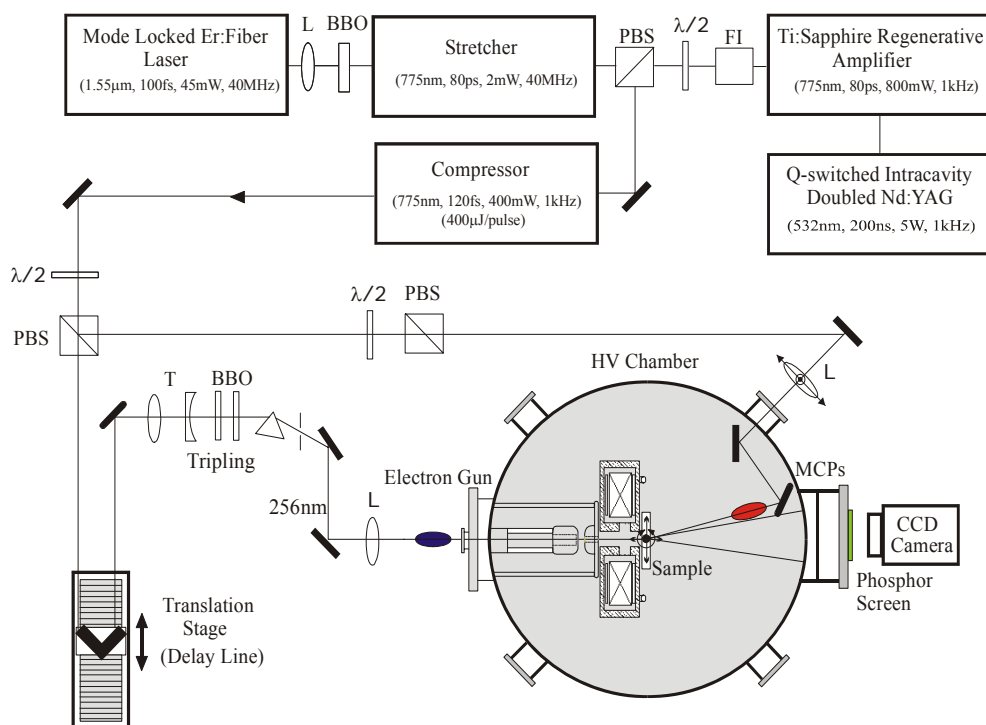 Mode Locked Er:Fiber
Laser
(1.55µm, 100fs, 45mW, 40MHz)
L
BBO
Stretcher
(775nm, 80ps, 2mW, 40MHz)
PBS
λ/2
FI
Ti:Sapphire Regenerative
Amplifier
(775nm, 80ps, 800mW, 1kHz)
Compressor
(775nm, 120fs, 400mW, 1kHz)
(400µJ/pulse)
Q-switched Intracavity
Doubled Nd:YAG
(532nm, 200ns, 5W, 1kHz)
λ/2
PBS
λ/2
PBS
HV Chamber
L
T
BBO
Tripling
256nm
L
Electron Gun
MCPs
Sample
CCD
Camera
Phosphor
Screen
Translation
Stage
(Delay Line)